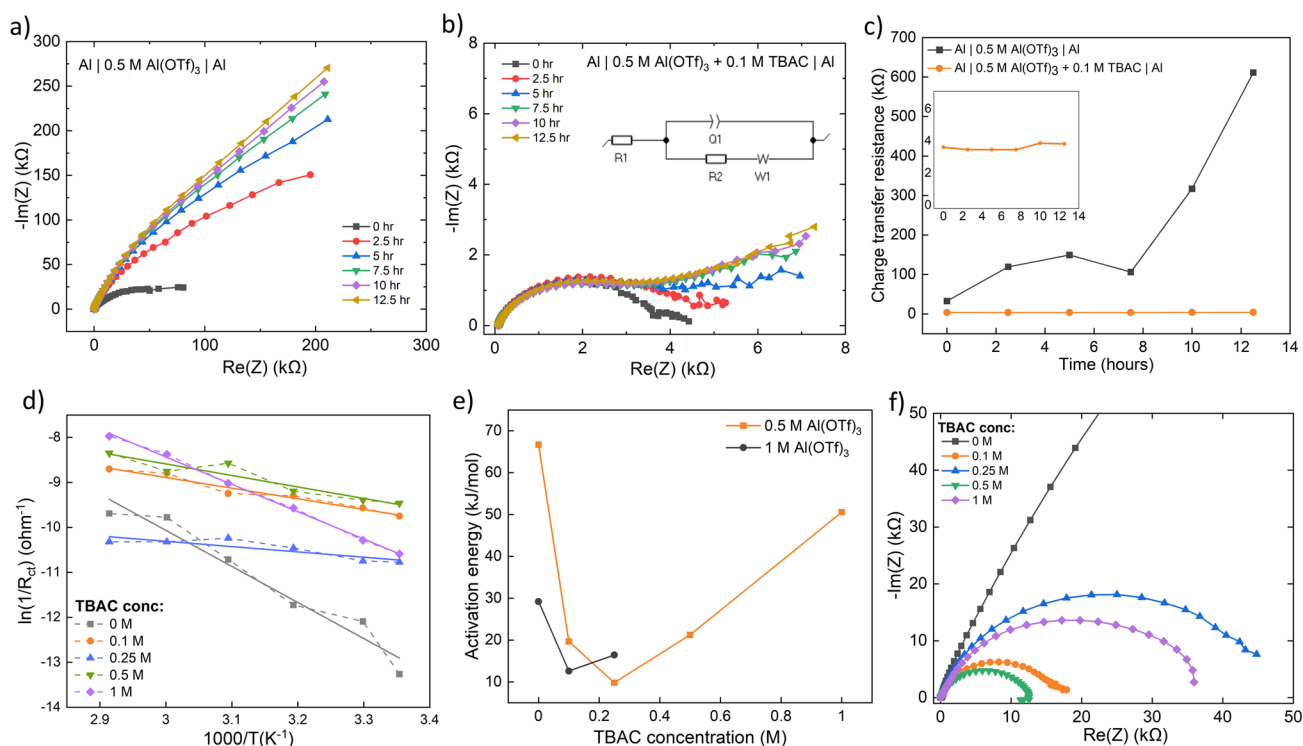 a)
Al | 0.5 M Al(OTf)3 | Al
-Im(Z) (kΩ)
300
250
200
150
100
50
0
0 hr
2.5 hr
5 hr
7.5 hr
10 hr
12.5 hr
0
100
200
300
Re(Z) (kΩ)
b)
Al | 0.5 M Al(OTf)3 + 0.1 M TBAC | Al
-Im(Z) (kΩ)
-8
-6
-4
-2
0
0 hr
2.5 hr
5 hr
7.5 hr
10 hr
12.5 hr
R1
Q1
R2
W
W1
0
2
4
6
8
Re(Z) (kΩ)
c)
Al | 0.5 M Al(OTf)3 | Al
Al | 0.5 M Al(OTf)3 + 0.1 M TBAC | Al
Charge transfer resistance (kΩ)
700
600
500
400
300
200
100
0
6
4
2
0
0 2 4 6 8 10 12 14
0 2 4 6 8 10 12 14
Time (hours)
d)
ln(1/Rct) (ohm-1)
-8
-9
-10
-11
-12
-13
-14
TBAC conc:
0 M
0.1 M
0.25 M
0.5 M
1 M
2.9 3 3.1 3.2 3.3 3.4
1000/T(K-1)
e)
0.5 M Al(OTf)3
1 M Al(OTf)3
Activation energy (kJ/mol)
70
60
50
40
30
20
10
0 0.2 0.4 0.6 0.8 1
TBAC concentration (M)
f)
-Im(Z) (kΩ)
50
40
30
20
10
0
TBAC conc:
0 M
0.1 M
0.25 M
0.5 M
1 M
0 10 20 30 40 50
Re(Z) (kΩ)